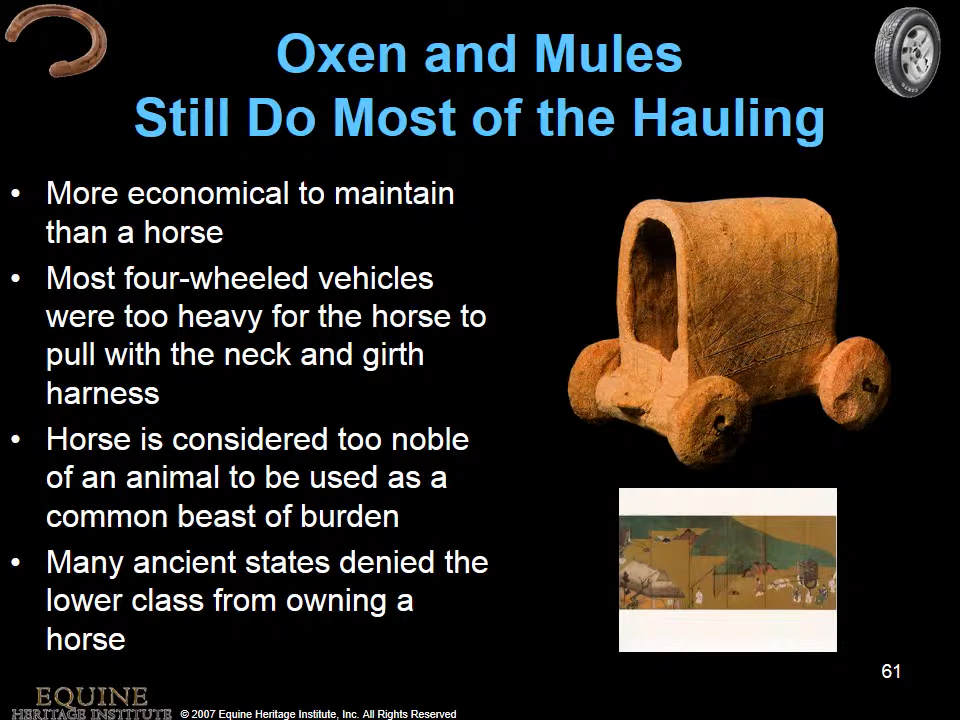 Oxen and Mules
Still Do Most of the Hauling
• More economical to maintain
than a horse
• Most four-wheeled vehicles
were too heavy for the horse to
pull with the neck and girth
harness
• Horse is considered too noble
of an animal to be used as a
common beast of burden
• Many ancient states denied the
lower class from owning a
horse
61
EQUINE
HERITAGE INSTITUTE © 2007 Equine Heritage Institute, Inc. All Rights Reserved